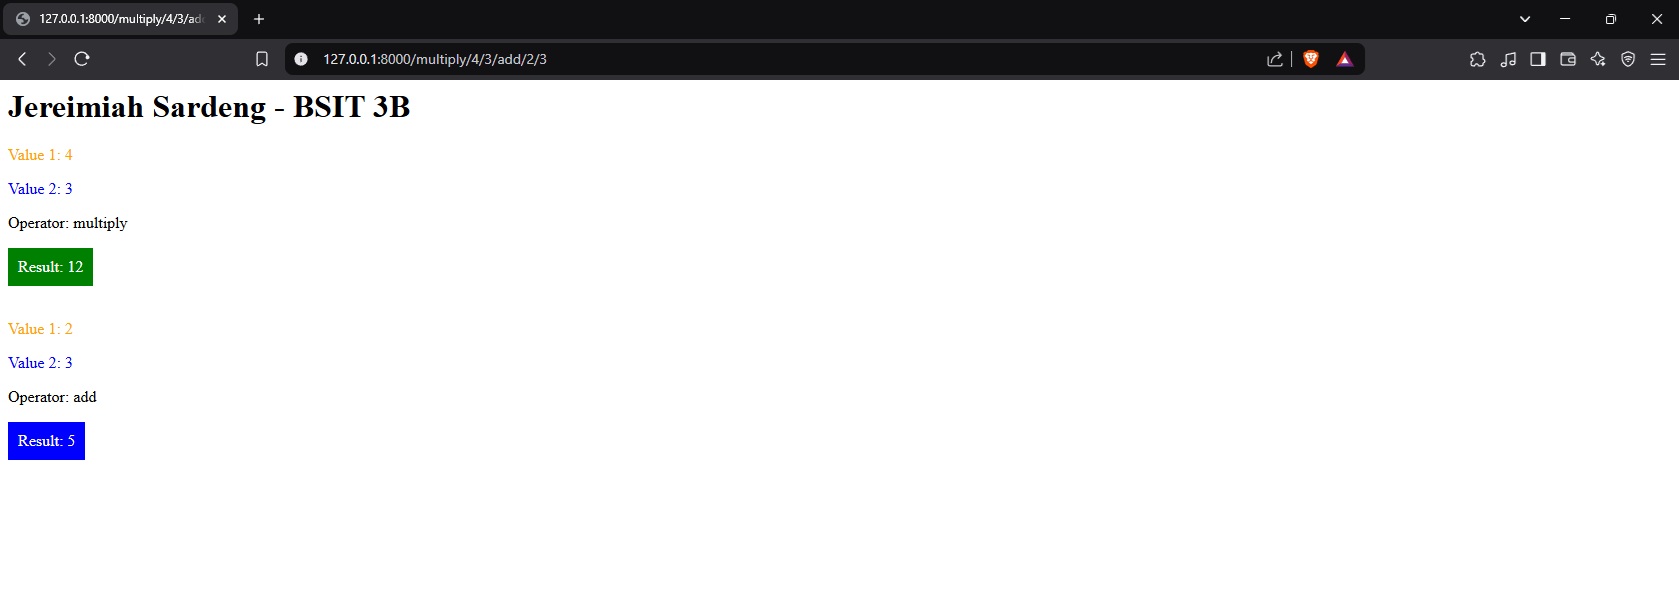 127.0.0.1:8000/multiply/4/3/ad
127.0.0.1:8000/multiply/4/3/add/2/3
Jereimiah Sardeng - BSIT 3B
Value 1: 4
Value 2: 3
Operator: multiply
Result: 12
Value 1: 2
Value 2: 3
Operator: add
Result: 5